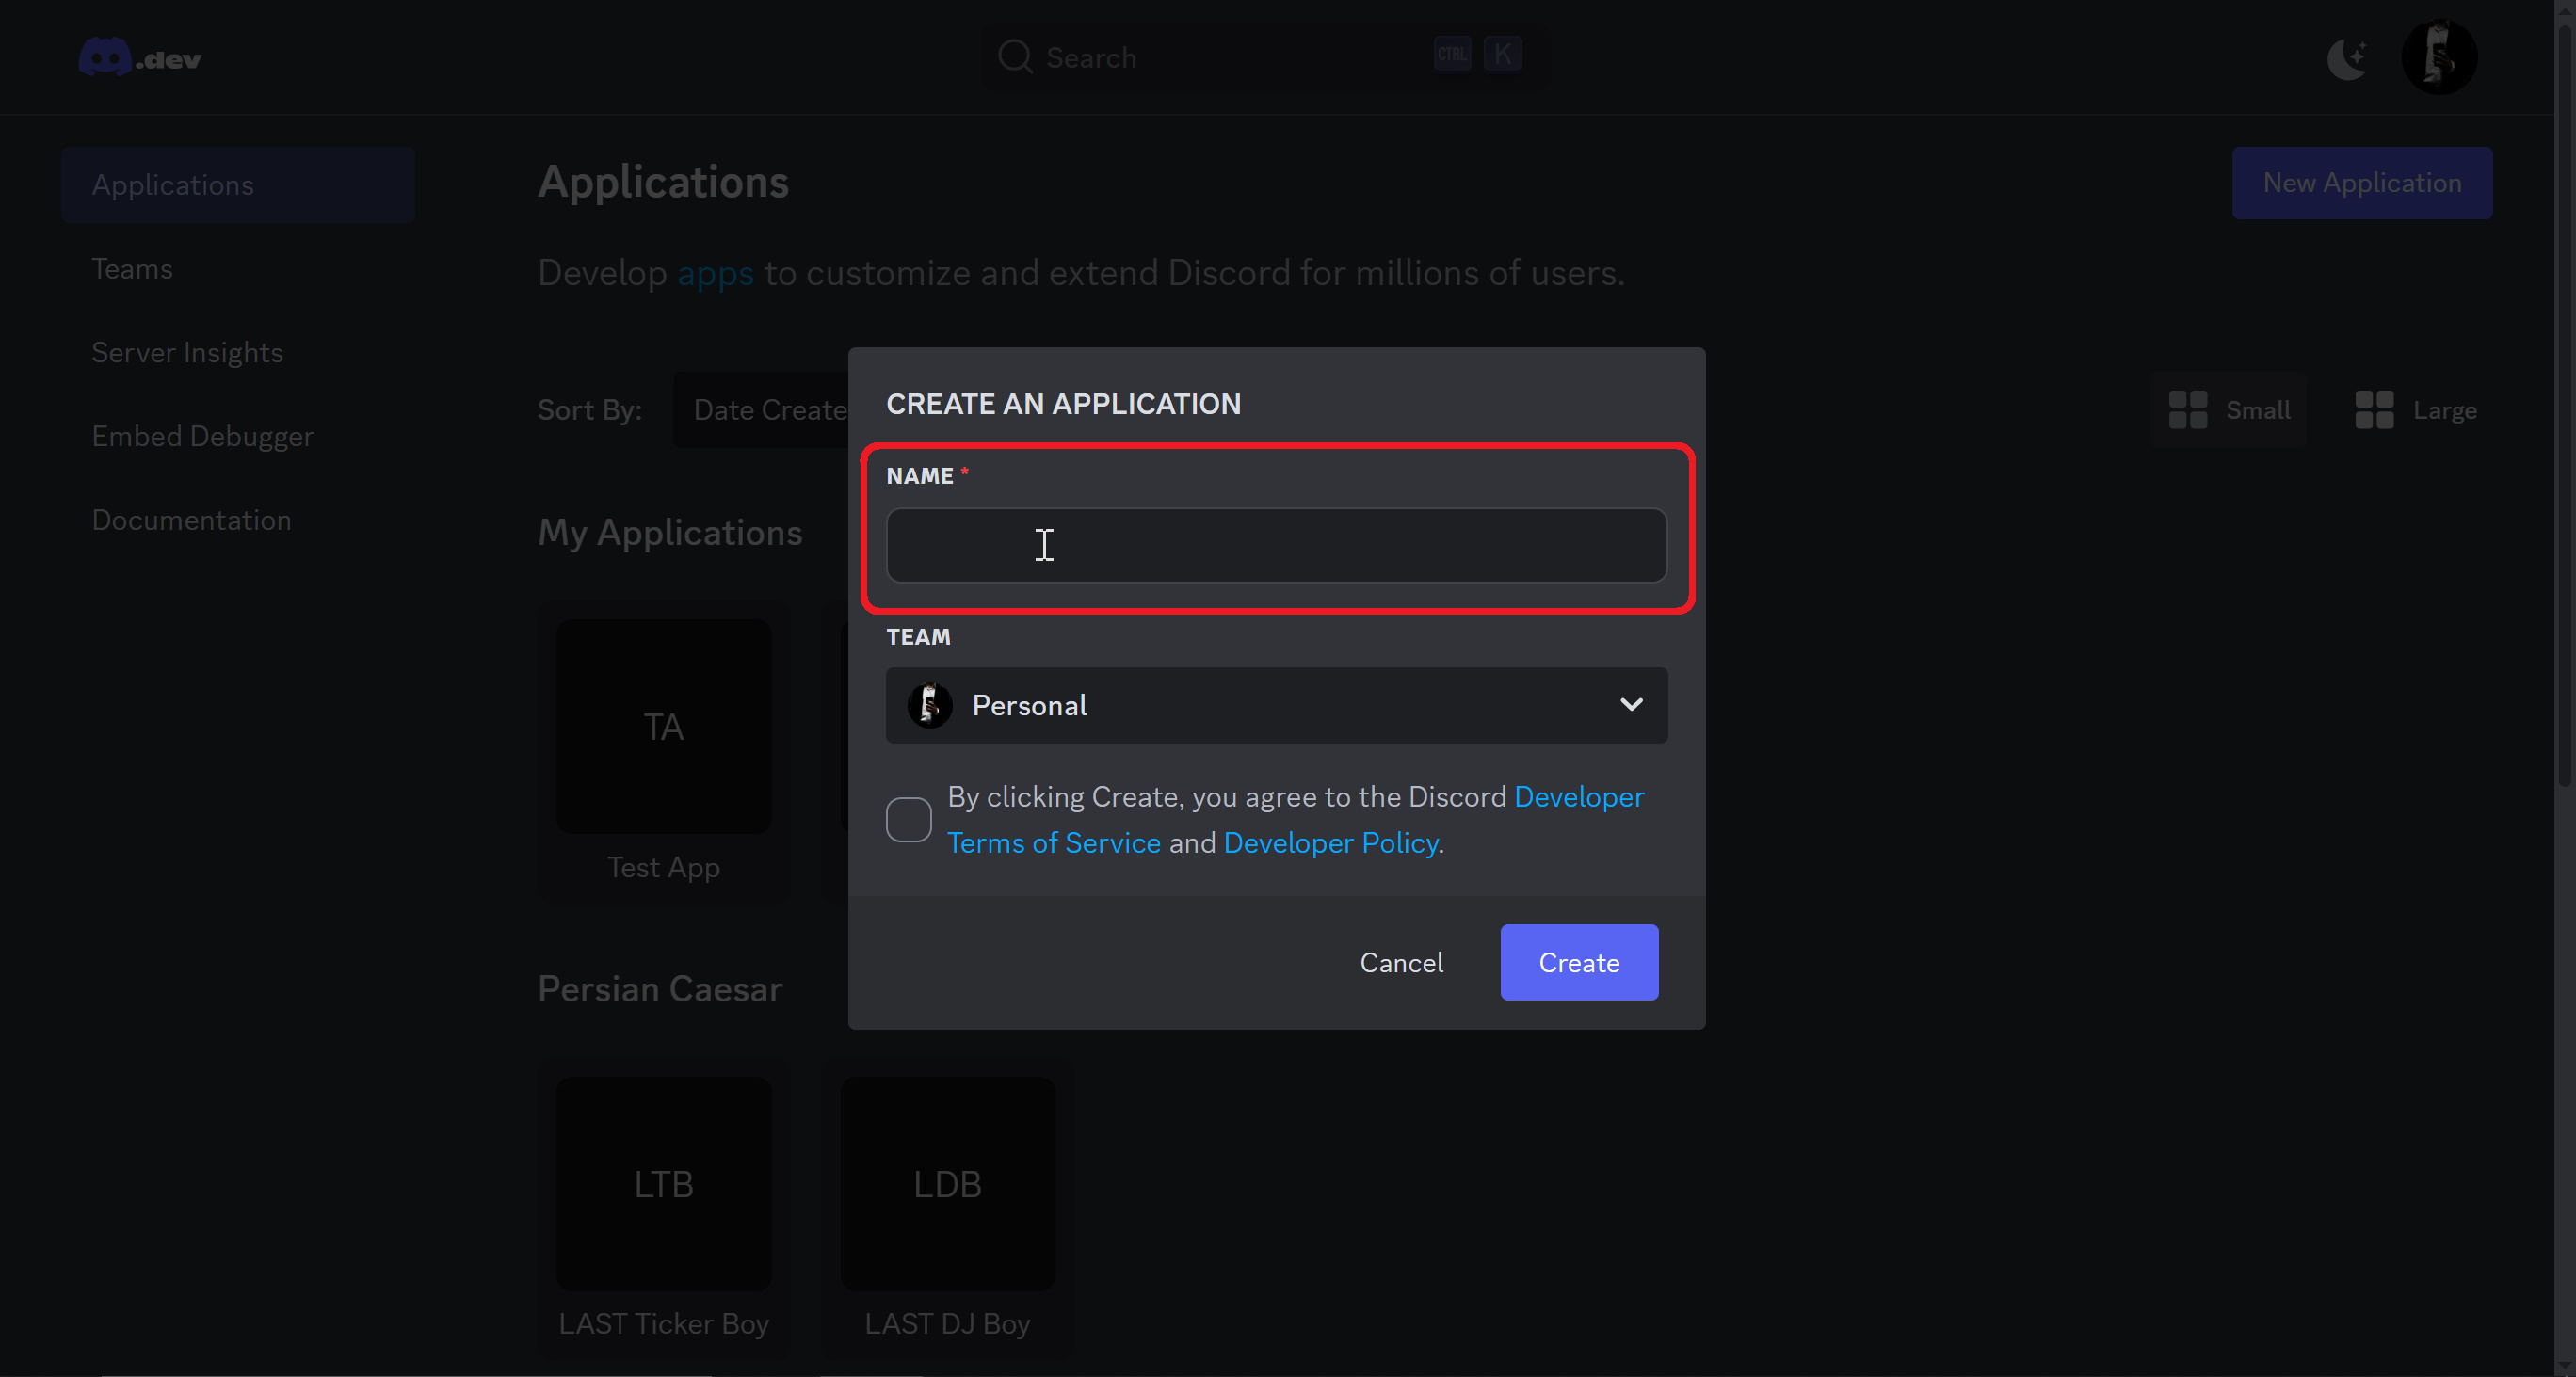 .dev
Search
CTRL K
Applications
Teams
Server Insights
Embed Debugger
Documentation
Applications
New Application
Develop apps to customize and extend Discord for millions of users.
Sort By:
Date Create
Small
Large
My Applications
TA
Test App
Persian Caesar
LTB
LAST Ticker Boy
LDB
LAST DJ Boy
CREATE AN APPLICATION
NAME *
TEAM
Personal
By clicking Create, you agree to the Discord Developer
Terms of Service and Developer Policy.
Cancel
Create